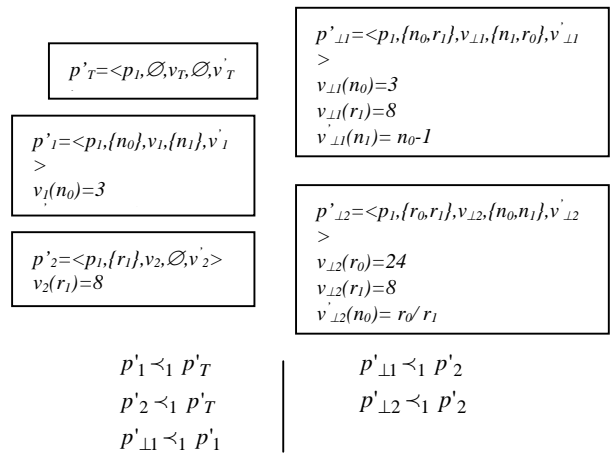 p'T=<p1,∅,vT,∅,v'T
p'1=<p1,{n0},v1,{n1},v'1
>
v1(n0)=3
p'2=<p1,{r1},v2,∅,v'2>
v2(r1)=8
p'⊥1=<p1,{n0,r1},v⊥1,{n1,r0},v'⊥1
>
v⊥1(n0)=3
v⊥1(r1)=8
v'⊥1(n1)= n0-1
p'⊥2=<p1,{r0,r1},v⊥2,{n0,n1},v'⊥2
>
v⊥2(r0)=24
v⊥2(r1)=8
v'⊥2(n0)= r0/r1
p'1 ≺1 p'T
p'2 ≺1 p'T
p'⊥1 ≺1 p'1
p'⊥1 ≺1 p'2
p'⊥2 ≺1 p'2